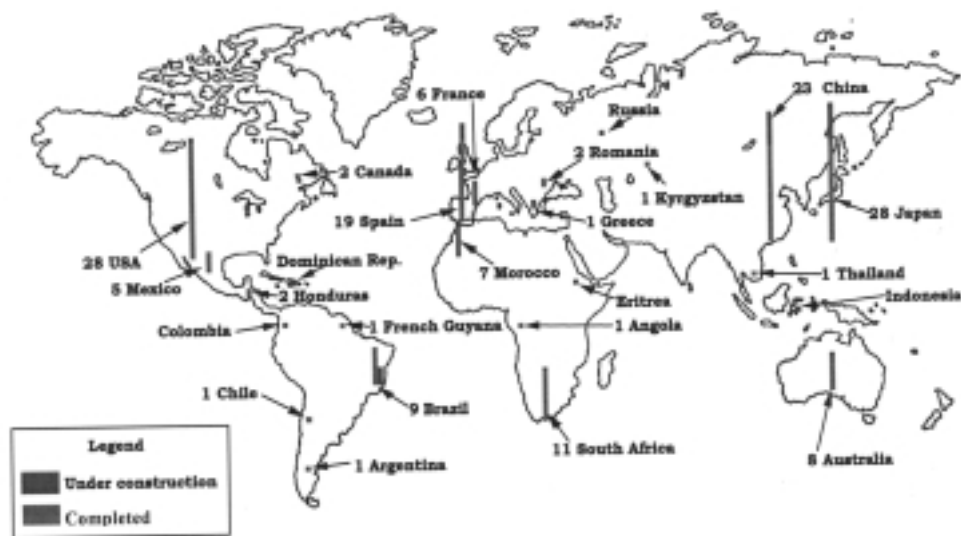 23 China
6 France
Russia
2 Romania
2 Canada
1 Kyrgyzstan
19 Spain
1 Greece
28 Japan
28 USA
Dominican Rep.
7 Morocco
1 Thailand
5 Mexico
2 Honduras
Eritrea
Indonesia
Colombia
1 French Guyana
1 Angola
1 Chile
9 Brazil
11 South Africa
8 Australia
1 Argentina
Legend
Under construction
Completed